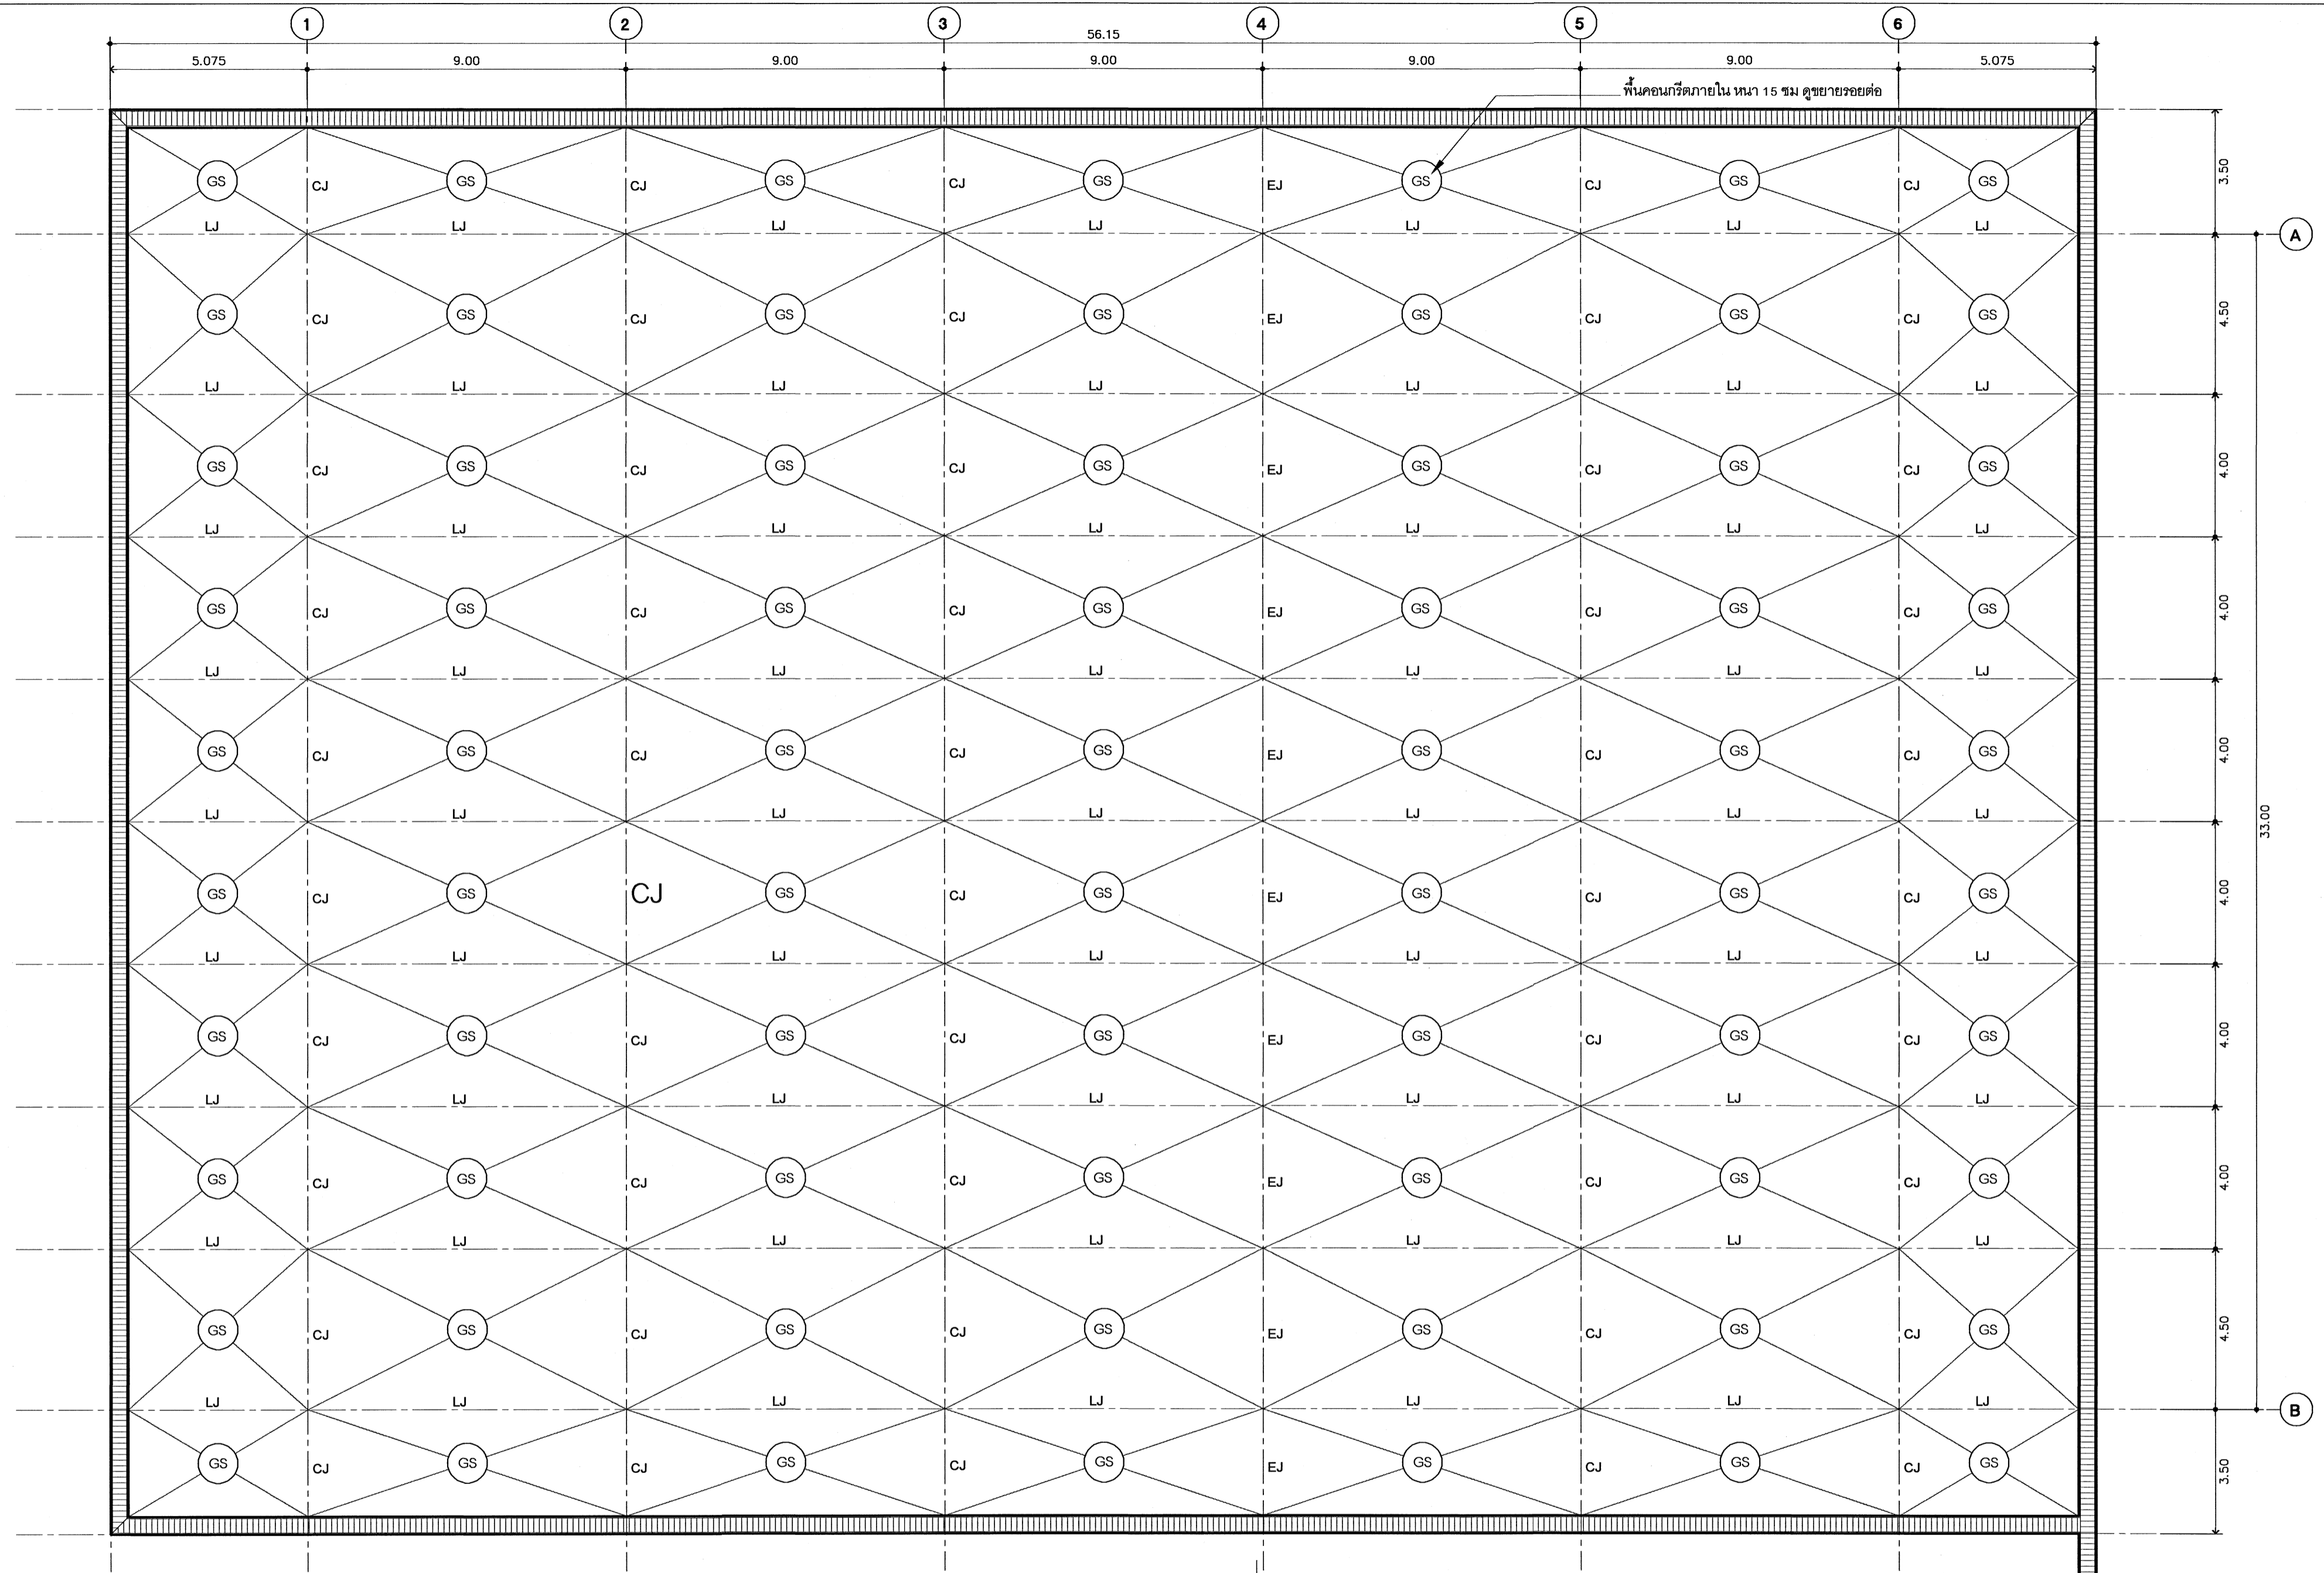 1 2 3 4 5 6
56.15
5.075 9.00 9.00 9.00 9.00 9.00 5.075
พื้นคอนกรีตภายใน หนา 15 ซม ดูขยายรอยต่อ
GS CJ GS CJ GS CJ GS EJ GS CJ GS CJ GS 3.50
LJ LJ LJ LJ LJ LJ LJ A
GS CJ GS CJ GS CJ GS EJ GS CJ GS CJ GS 4.50
LJ LJ LJ LJ LJ LJ LJ
GS CJ GS CJ GS CJ GS EJ GS CJ GS CJ GS 4.00
LJ LJ LJ LJ LJ LJ LJ
GS CJ GS CJ GS CJ GS EJ GS CJ GS CJ GS 4.00
LJ LJ LJ LJ LJ LJ LJ
GS CJ GS CJ GS CJ GS EJ GS CJ GS CJ GS 4.00
LJ LJ LJ LJ LJ LJ LJ 33.00
GS CJ GS CJ GS CJ GS EJ GS CJ GS CJ GS 4.00
LJ LJ LJ LJ LJ LJ LJ
GS CJ GS CJ GS CJ GS EJ GS CJ GS CJ GS 4.00
LJ LJ LJ LJ LJ LJ LJ
GS CJ GS CJ GS CJ GS EJ GS CJ GS CJ GS 4.00
LJ LJ LJ LJ LJ LJ LJ
GS CJ GS CJ GS CJ GS EJ GS CJ GS CJ GS 4.50
LJ LJ LJ LJ LJ LJ LJ B
GS CJ GS CJ GS CJ GS EJ GS CJ GS CJ GS 3.50